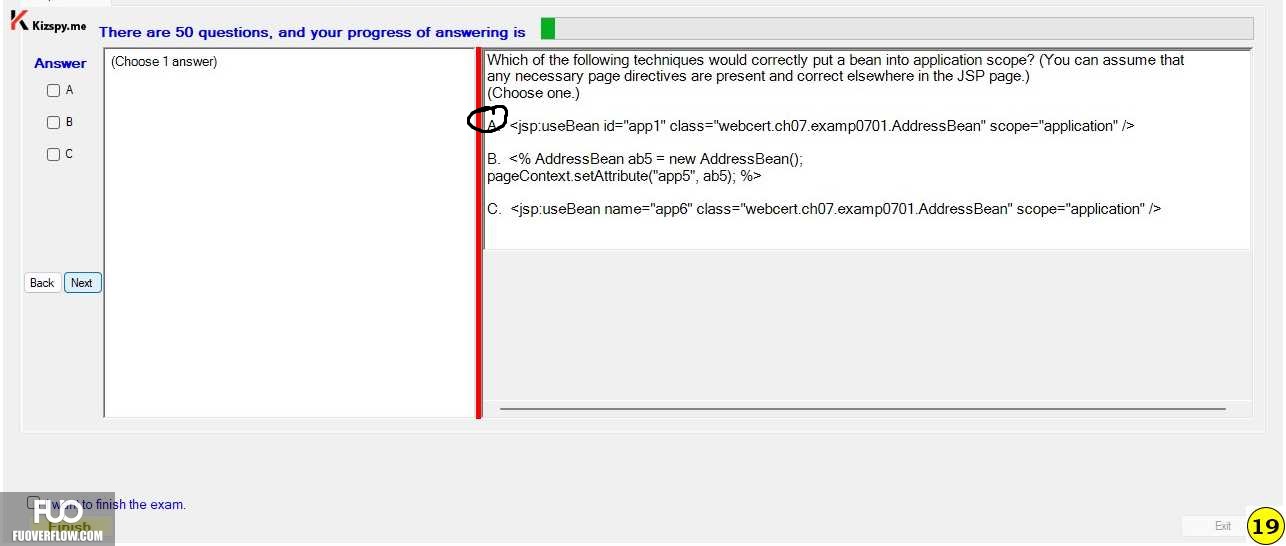 Kizspy.me
There are 50 questions, and your progress of answering is
Answer
A
B
C
Back Next
(Choose 1 answer)
Which of the following techniques would correctly put a bean into application scope? (You can assume that
any necessary page directives are present and correct elsewhere in the JSP page.)
(Choose one.)
A. <jsp:useBean id="app1" class="webcert.ch07.examp0701.AddressBean" scope="application" />
B. <% AddressBean ab5 = new AddressBean();
pageContext.setAttribute("app5", ab5); %>
C. <jsp:useBean name="app6" class="webcert.ch07.examp0701.AddressBean" scope="application" />
I want to finish the exam.
Finish
FUO
FUOVERFLOW.COM
Exit
19